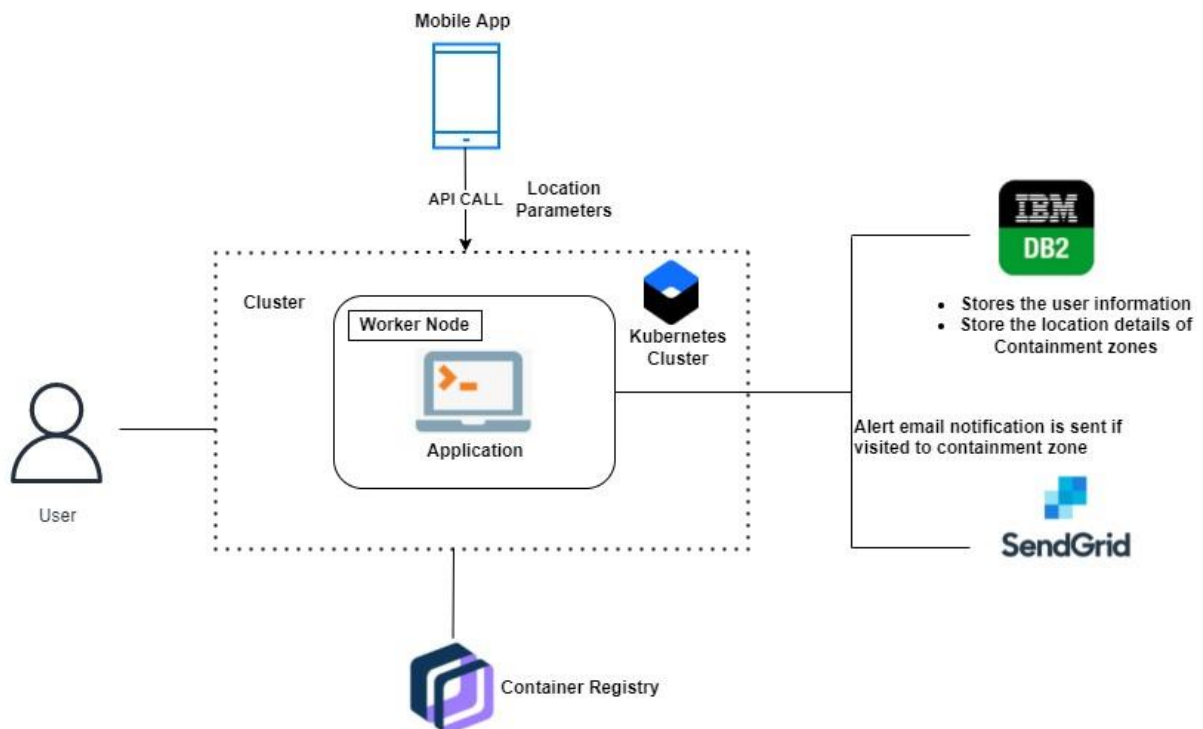 Mobile App
API CALL
Location
Parameters
IBM
DB2
• Stores the user information
• Store the location details of
Containment zones
Cluster
Worker Node
Kubernetes
Cluster
Application
User
Alert email notification is sent if
visited to containment zone
SendGrid
Container Registry